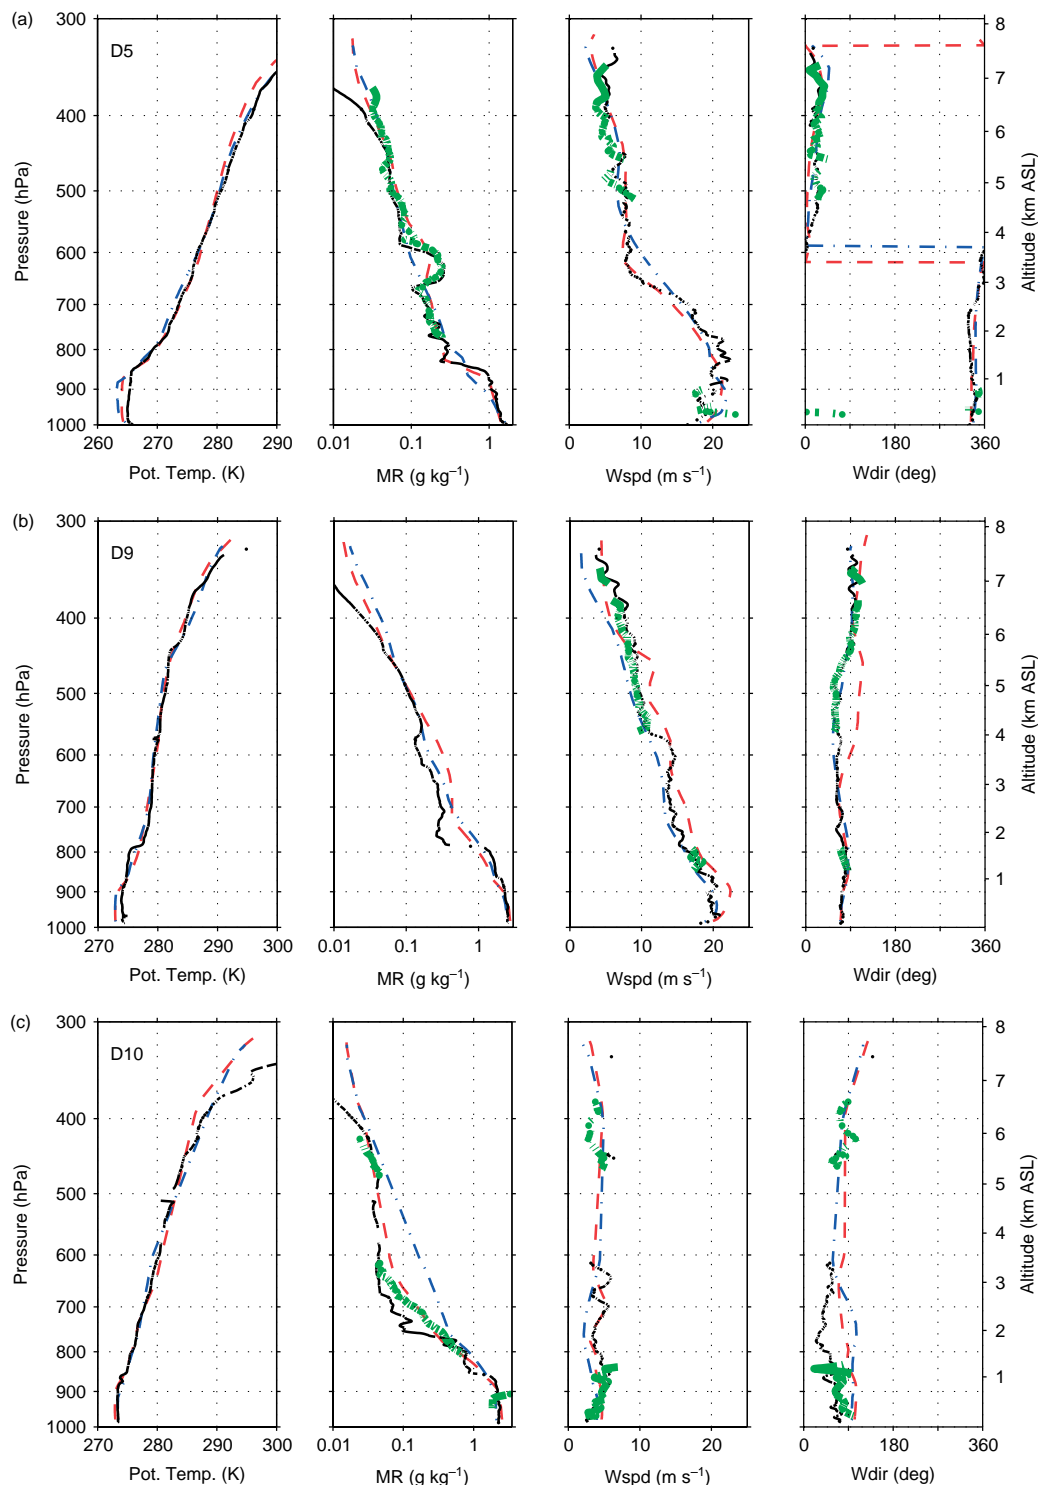 (a)
D5
300
400
500
600
700
800
900
1000
Pressure (hPa)
260 270 280 290
Pot. Temp. (K)
0.01 0.1 1
MR (g kg⁻¹)
0 10 20
Wspd (m s⁻¹)
0 180 360
Wdir (deg)
8
7
6
5
4
3
2
1
Altitude (km ASL)
(b)
D9
300
400
500
600
700
800
900
1000
Pressure (hPa)
270 280 290 300
Pot. Temp. (K)
0.01 0.1 1
MR (g kg⁻¹)
0 10 20
Wspd (m s⁻¹)
0 180 360
Wdir (deg)
8
7
6
5
4
3
2
1
Altitude (km ASL)
(c)
D10
300
400
500
600
700
800
900
1000
Pressure (hPa)
270 280 290 300
Pot. Temp. (K)
0.01 0.1 1
MR (g kg⁻¹)
0 10 20
Wspd (m s⁻¹)
0 180 360
Wdir (deg)
8
7
6
5
4
3
2
1
Altitude (km ASL)